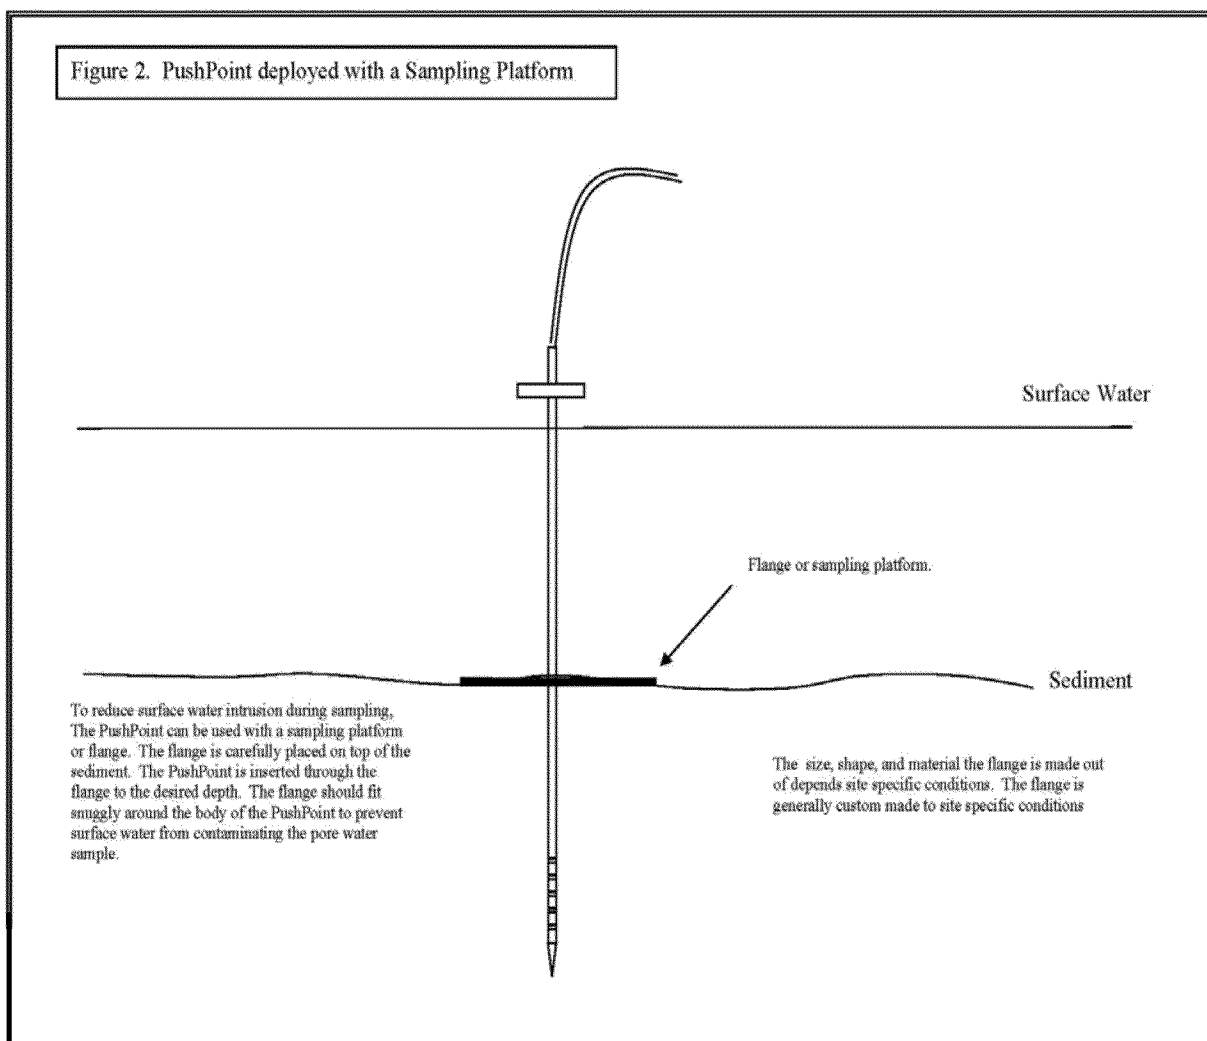 Figure 2.  PushPoint deployed with a Sampling Platform
Surface Water
Flange or sampling platform.
Sediment
To reduce surface water intrusion during sampling,
The PushPoint can be used with a sampling platform
or flange.  The flange is carefully placed on top of the
sediment.  The PushPoint is inserted through the
flange to the desired depth.  The flange should fit
snuggly around the body of the PushPoint to prevent
surface water from contaminating the pore water
sample.
The  size, shape, and material the flange is made out
of depends site specific conditions.  The flange is
generally custom made to site specific conditions